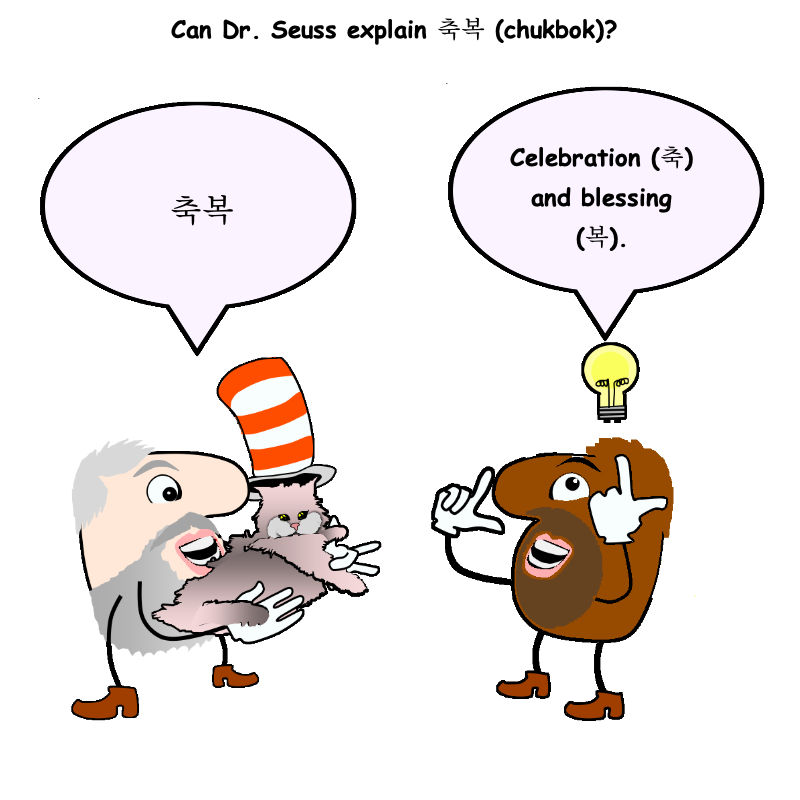 Can Dr. Seuss explain 축복 (chukbok)?
축복
Celebration (축)
and blessing
(복).